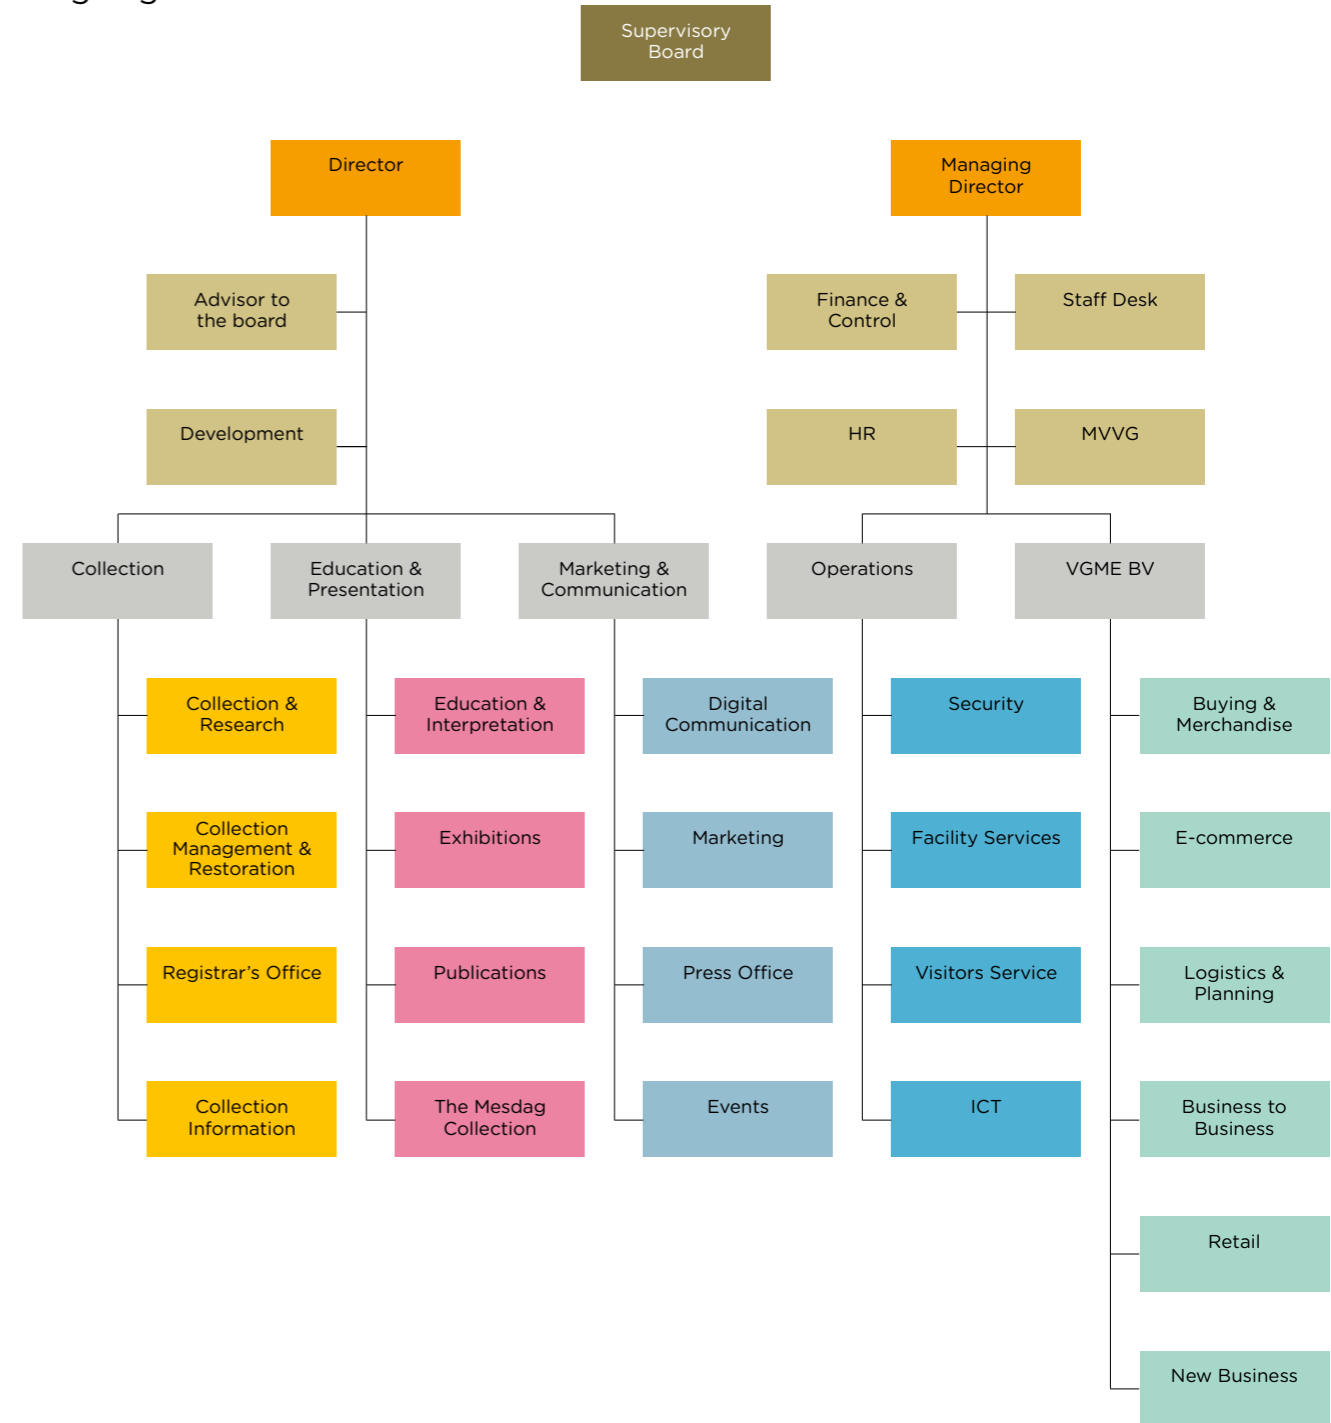 Supervisory
Board
Director
Managing
Director
Advisor to
the board
Finance &
Control
Staff Desk
Development
HR
MVVG
Collection
Education &
Presentation
Marketing &
Communication
Operations
VGME BV
Collection &
Research
Education &
Interpretation
Digital
Communication
Security
Buying &
Merchandise
Collection
Management &
Restoration
Exhibitions
Marketing
Facility Services
E-commerce
Registrar’s Office
Publications
Press Office
Visitors Service
Logistics &
Planning
Collection
Information
The Mesdag
Collection
Events
ICT
Business to
Business
Retail
New Business